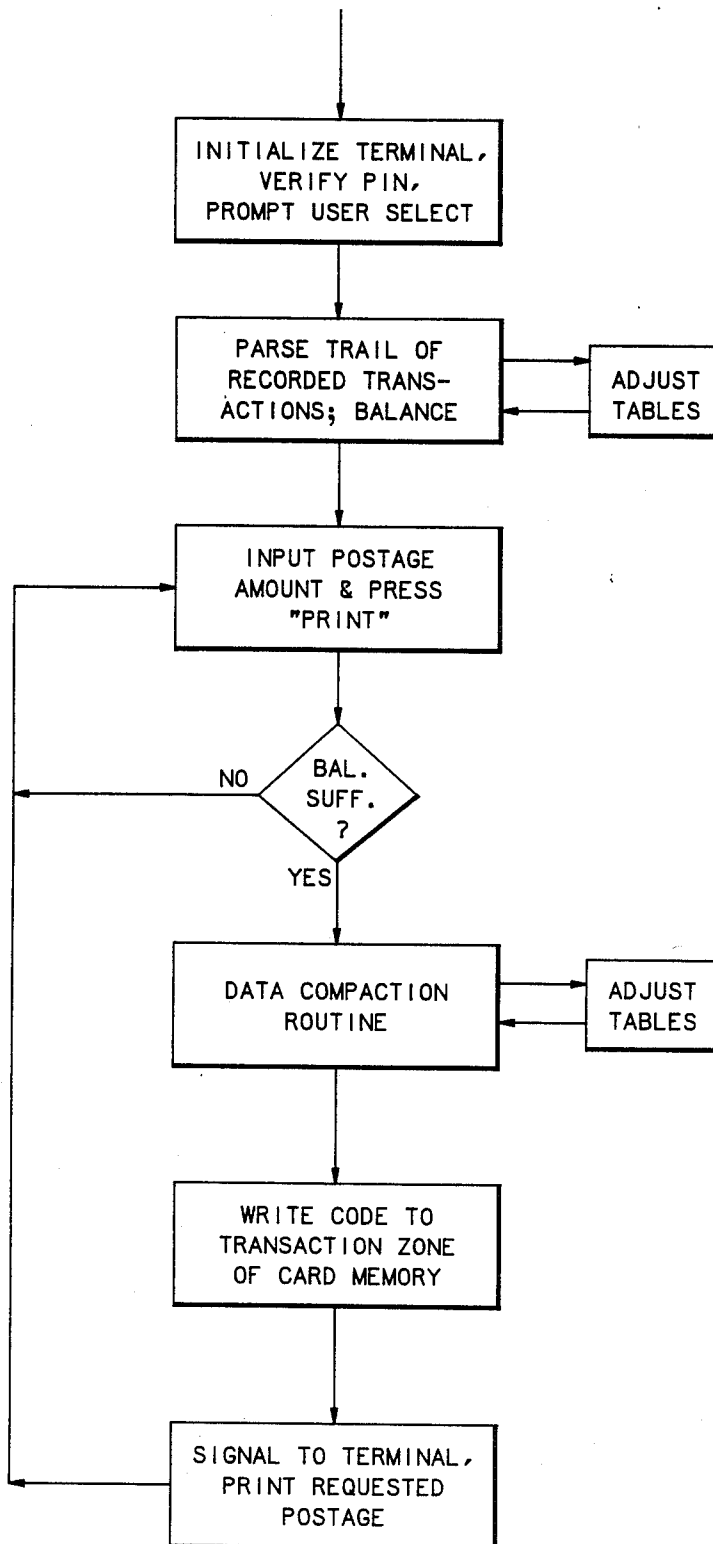 INITIALIZE TERMINAL,
VERIFY PIN,
PROMPT USER SELECT
PARSE TRAIL OF
RECORDED TRANS-
ACTIONS; BALANCE
ADJUST
TABLES
INPUT POSTAGE
AMOUNT & PRESS
"PRINT"
NO
BAL.
SUFF.
?
YES
DATA COMPACTION
ROUTINE
ADJUST
TABLES
WRITE CODE TO
TRANSACTION ZONE
OF CARD MEMORY
SIGNAL TO TERMINAL,
PRINT REQUESTED
POSTAGE